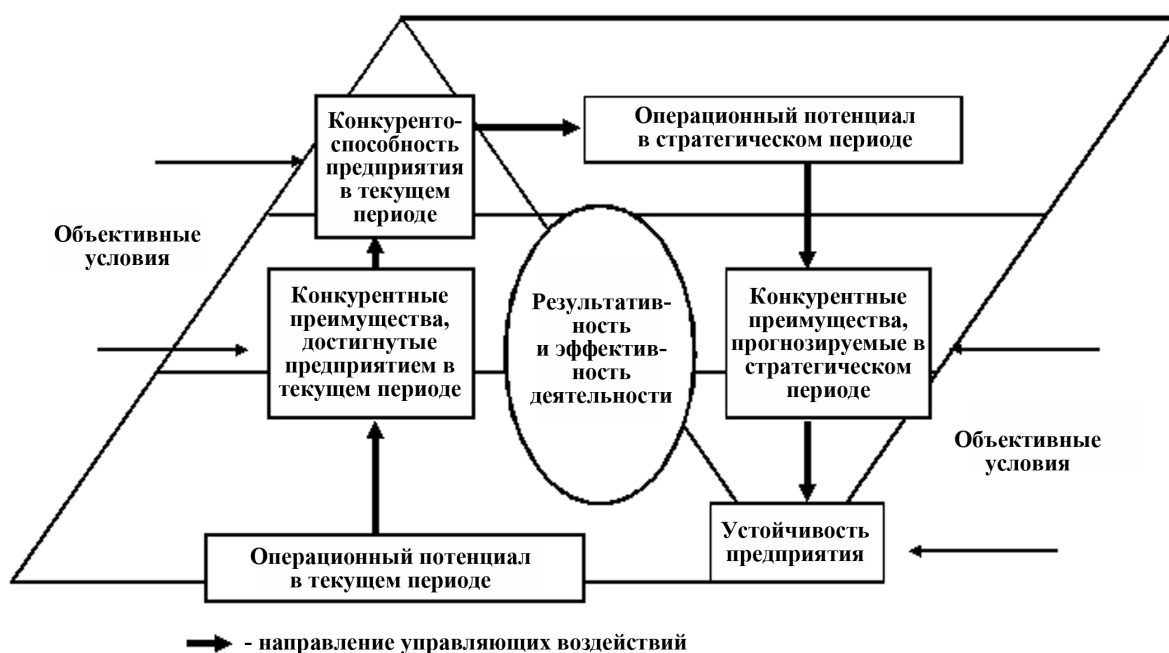 Конкуренто-
способность
предприятия
в текущем
периоде
Операционный потенциал
в стратегическом периоде
Объективные
условия
Конкурентные
преимущества,
достигнутые
предприятием в
текущем периоде
Результатив-
ность
и эффектив-
ность
деятельности
Конкурентные
преимущества,
прогнозируемые в
стратегическом
периоде
Объективные
условия
Операционный потенциал
в текущем периоде
Устойчивость
предприятия
- направление управляющих воздействий